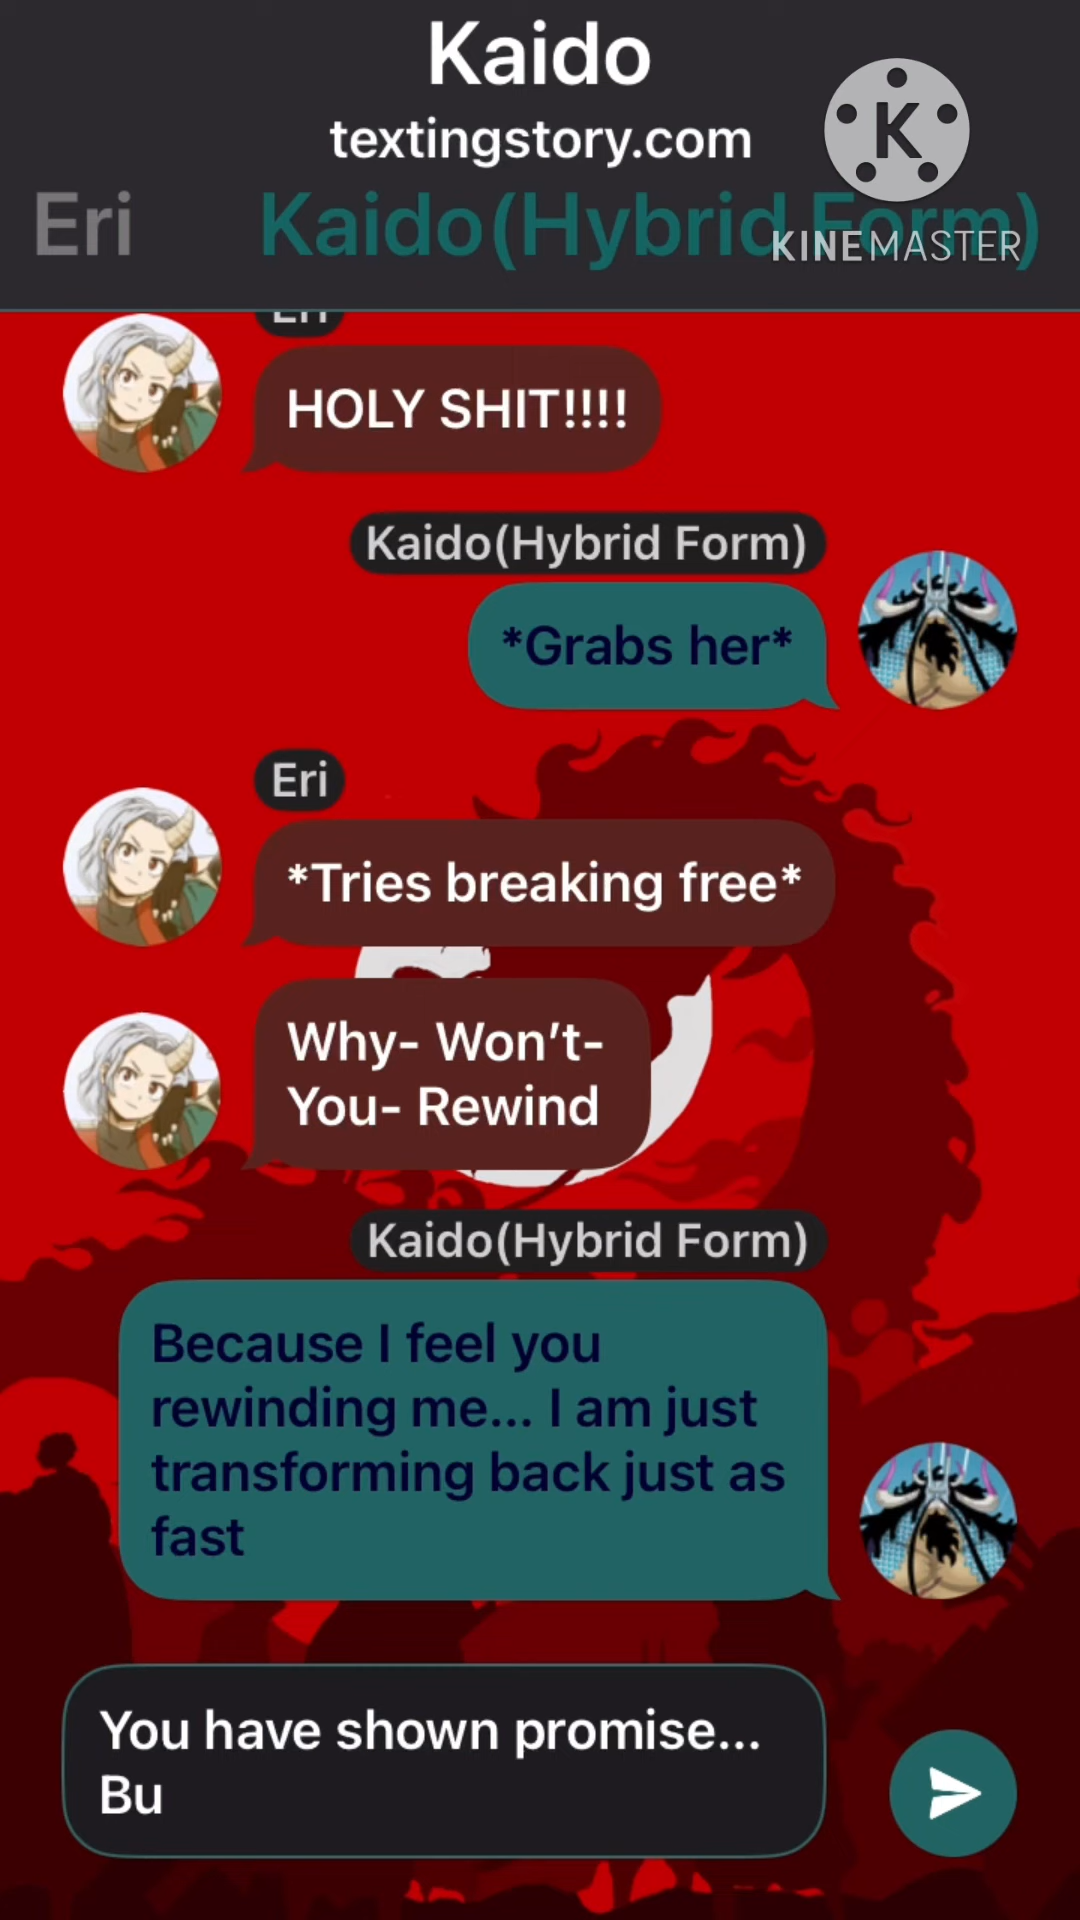 Kaido
textingstory.com
K
Eri Kaido(Hybrid Form)
KINEMASTER
Eri
HOLY SHIT!!!!
Kaido(Hybrid Form)
*Grabs her*
Eri
*Tries breaking free*
Why- Won’t-
You- Rewind
Kaido(Hybrid Form)
Because I feel you
rewinding me... I am just
transforming back just as
fast
You have shown promise...
Bu